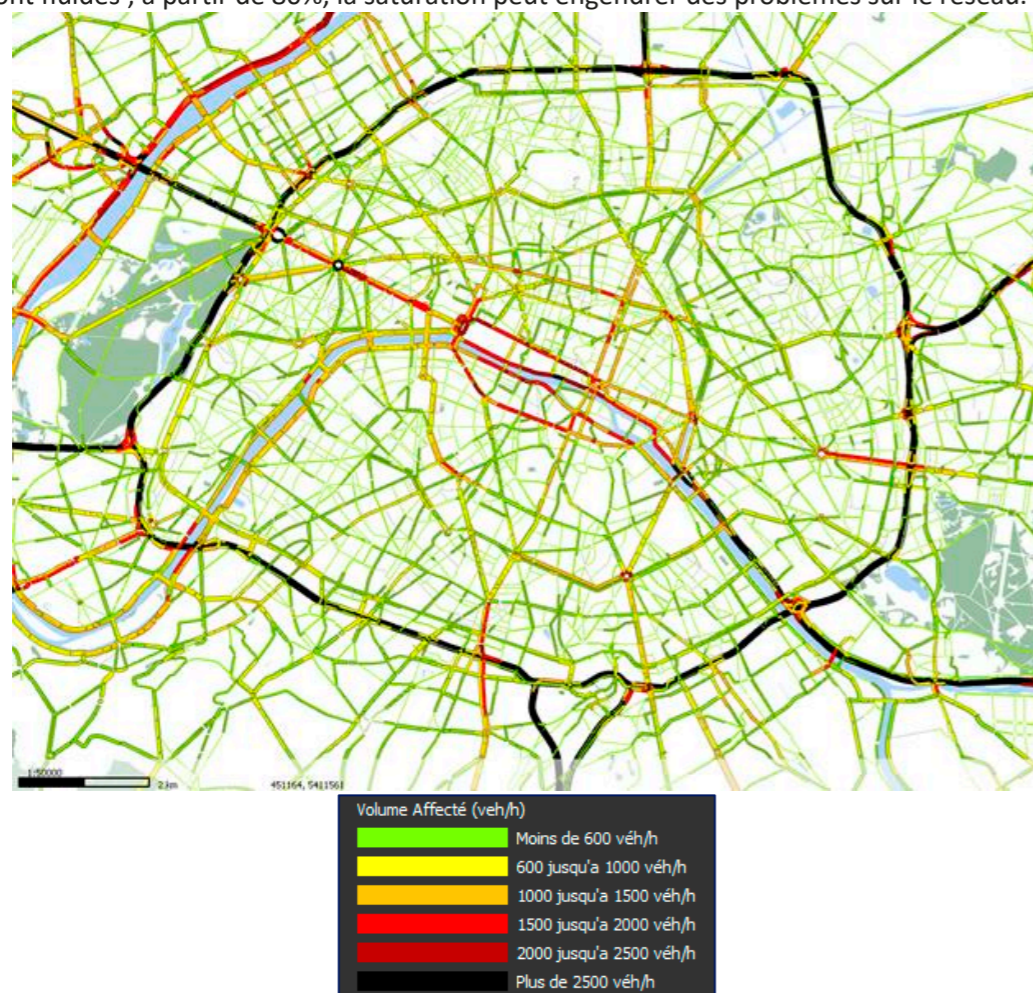 ont fluides ; à partir de 80%, la saturation peut engendrer des problèmes sur le réseau.
1:50000
2 km
451164, 5411561
Volume Affecté (veh/h)
Moins de 600 véh/h
600 jusqu'a 1000 véh/h
1000 jusqu'a 1500 véh/h
1500 jusqu'a 2000 véh/h
2000 jusqu'a 2500 véh/h
Plus de 2500 véh/h